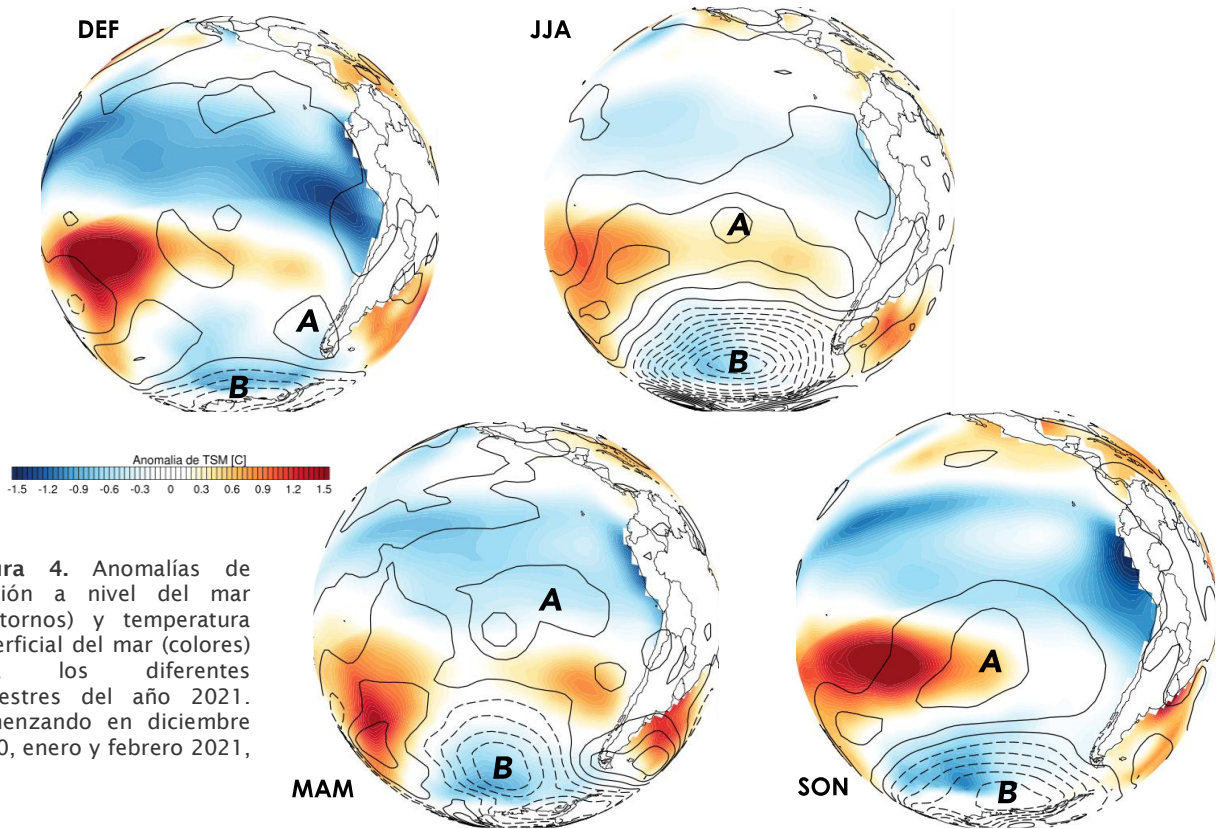 DEF
JJA
A
A
B
B
Anomalia de TSM [C]
-1.5 -1.2 -0.9 -0.6 -0.3 0 0.3 0.6 0.9 1.2 1.5
ura 4. Anomalías de
ión a nivel del mar
tornos) y temperatura
erficial del mar (colores)
los diferentes
estres del año 2021.
menzando en diciembre
0, enero y febrero 2021,
A
A
B
B
MAM
SON